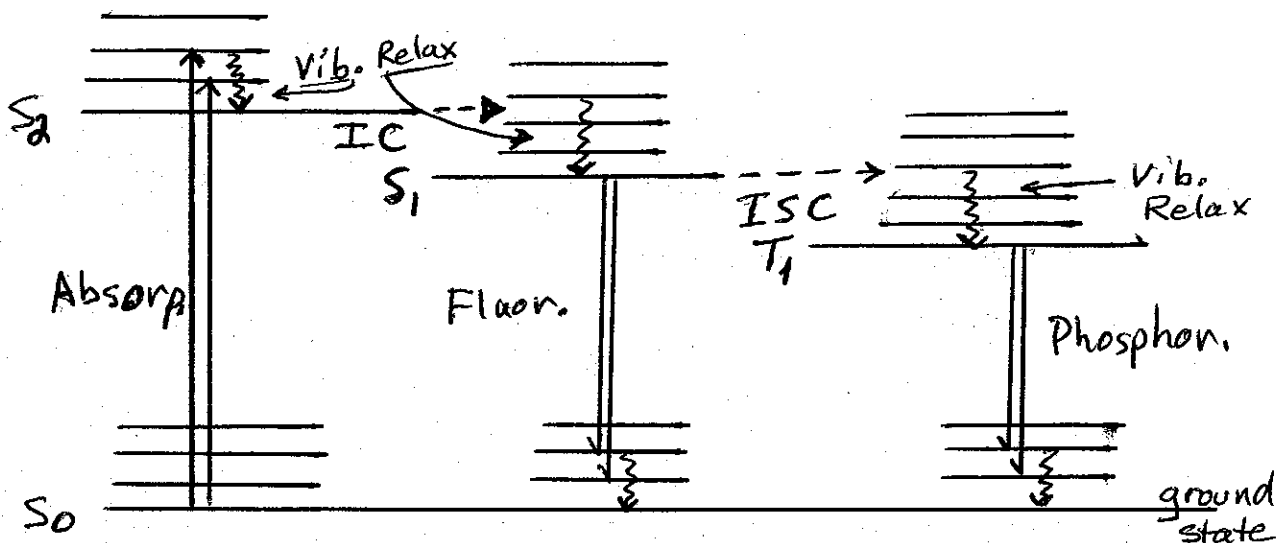 Vib. Relax
S2
IC
S1
ISC
T1
Vib.
Relax
Absorp.
Fluor.
Phosphor.
S0
ground
state